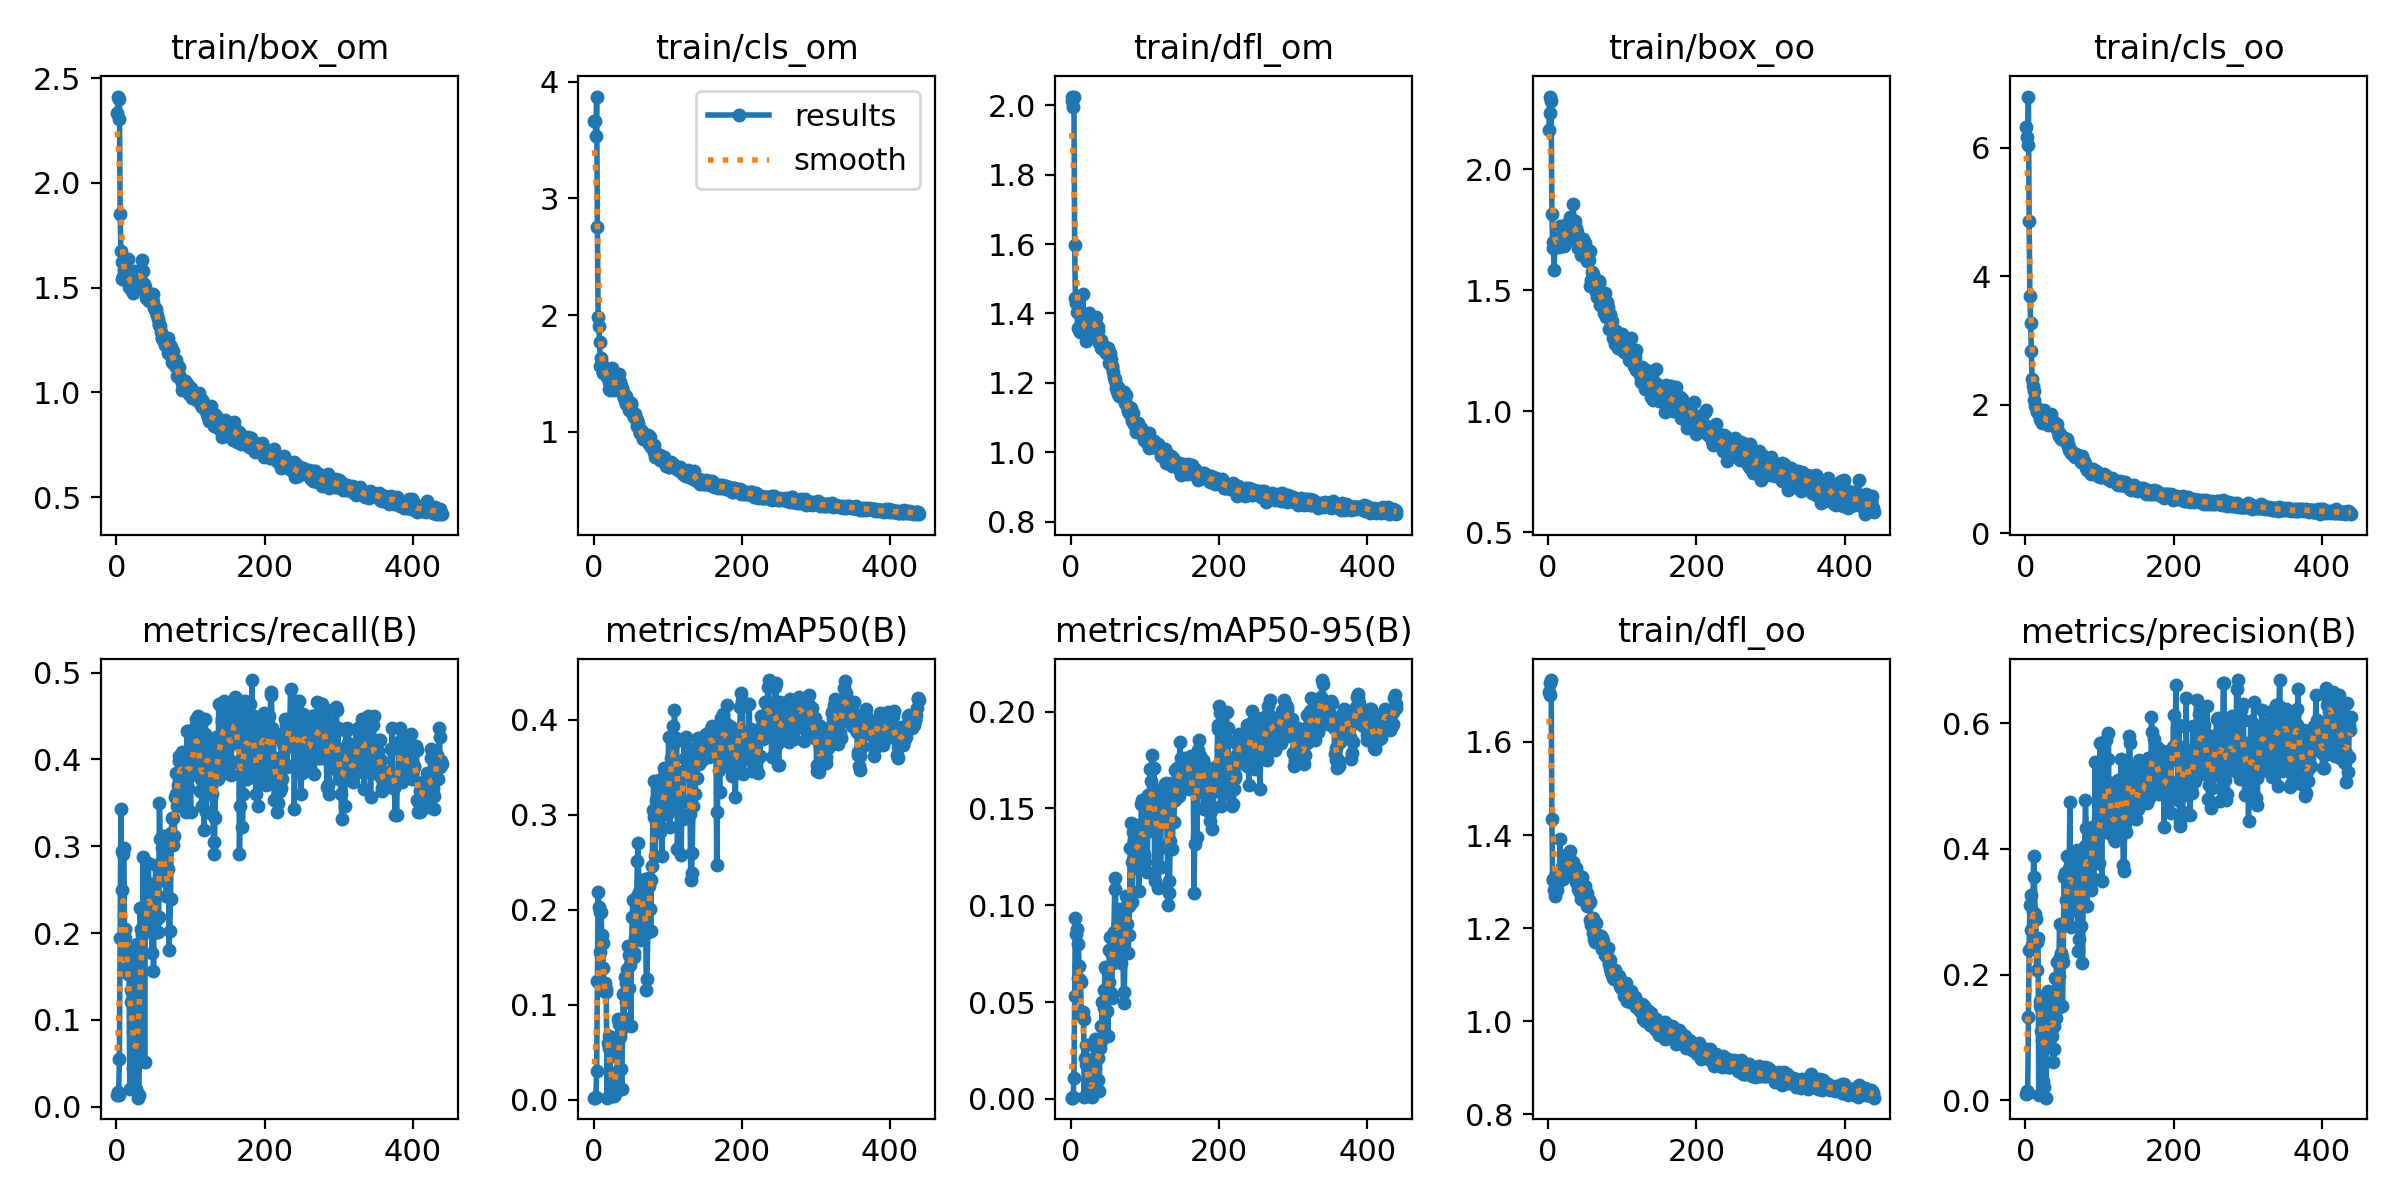 train/box_om
2.5
2.0
1.5
1.0
0.5
0 200 400
train/cls_om
results
smooth
4
3
2
1
0 200 400
train/dfl_om
2.0
1.8
1.6
1.4
1.2
1.0
0.8
0 200 400
train/box_oo
2.0
1.5
1.0
0.5
0 200 400
train/cls_oo
6
4
2
0
0 200 400
metrics/recall(B)
0.5
0.4
0.3
0.2
0.1
0.0
0 200 400
metrics/mAP50(B)
0.4
0.3
0.2
0.1
0.0
0 200 400
metrics/mAP50-95(B)
0.20
0.15
0.10
0.05
0.00
0 200 400
train/dfl_oo
1.6
1.4
1.2
1.0
0.8
0 200 400
metrics/precision(B)
0.6
0.4
0.2
0.0
0 200 400